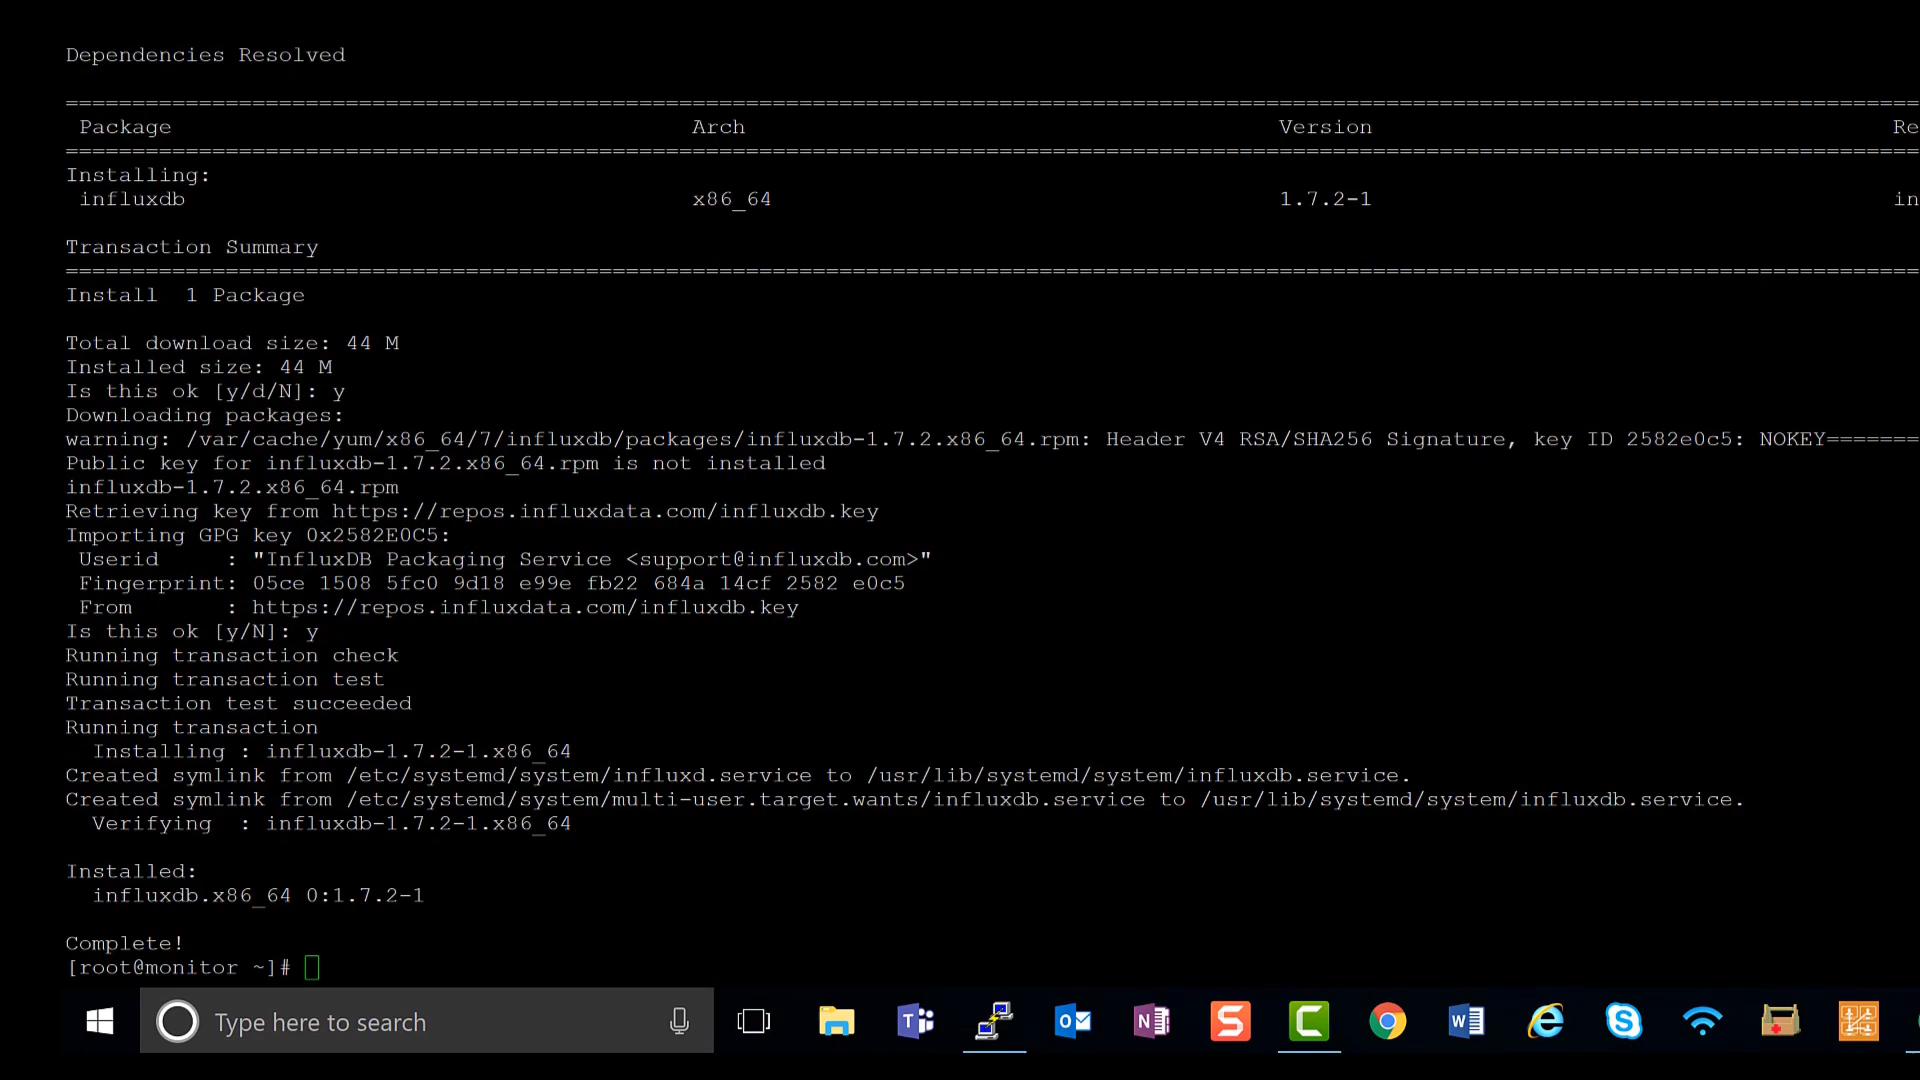 Dependencies Resolved
================================================================================
Package Arch Version Re
================================================================================
Installing:
influxdb x86_64 1.7.2-1 in
Transaction Summary
================================================================================
Install 1 Package
Total download size: 44 M
Installed size: 44 M
Is this ok [y/d/N]: y
Downloading packages:
warning: /var/cache/yum/x86_64/7/influxdb/packages/influxdb-1.7.2.x86_64.rpm: Header V4 RSA/SHA256 Signature, key ID 2582e0c5: NOKEY=======
Public key for influxdb-1.7.2.x86_64.rpm is not installed
influxdb-1.7.2.x86_64.rpm
Retrieving key from https://repos.influxdata.com/influxdb.key
Importing GPG key 0x2582E0C5:
Userid : "InfluxDB Packaging Service <support@influxdb.com>"
Fingerprint: 05ce 1508 5fc0 9d18 e99e fb22 684a 14cf 2582 e0c5
From : https://repos.influxdata.com/influxdb.key
Is this ok [y/N]: y
Running transaction check
Running transaction test
Transaction test succeeded
Running transaction
Installing : influxdb-1.7.2-1.x86_64
Created symlink from /etc/systemd/system/influxd.service to /usr/lib/systemd/system/influxdb.service.
Created symlink from /etc/systemd/system/multi-user.target.wants/influxdb.service to /usr/lib/systemd/system/influxdb.service.
Verifying : influxdb-1.7.2-1.x86_64
Installed:
influxdb.x86_64 0:1.7.2-1
Complete!
[root@monitor ~]#
Type here to search